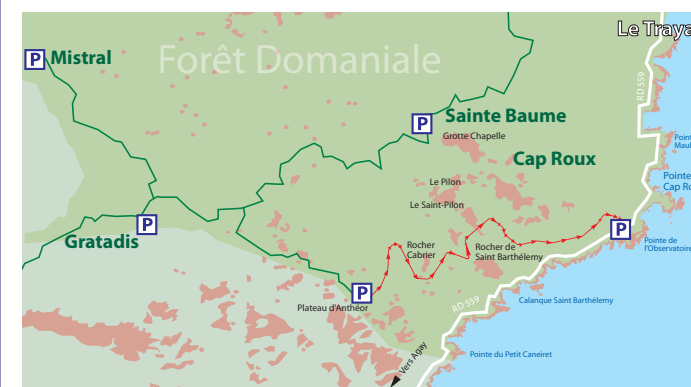 Le Traya
P Mistral
Forêt Domaniale
RD 559
P
Sainte Baume
Grotte Chapelle
Cap Roux
Le Pilon
Le Saint-Pilon
Pointe
Cap Ro
P
Gratadis
Rocher
Cabrier
Rocher de
Saint Barthélemy
P
Pointe de
l'Observatoire
P
Plateau d'Anthéor
RD 559
Calanque Saint Barthélemy
Vers Agay
Pointe du Petit Caneiret